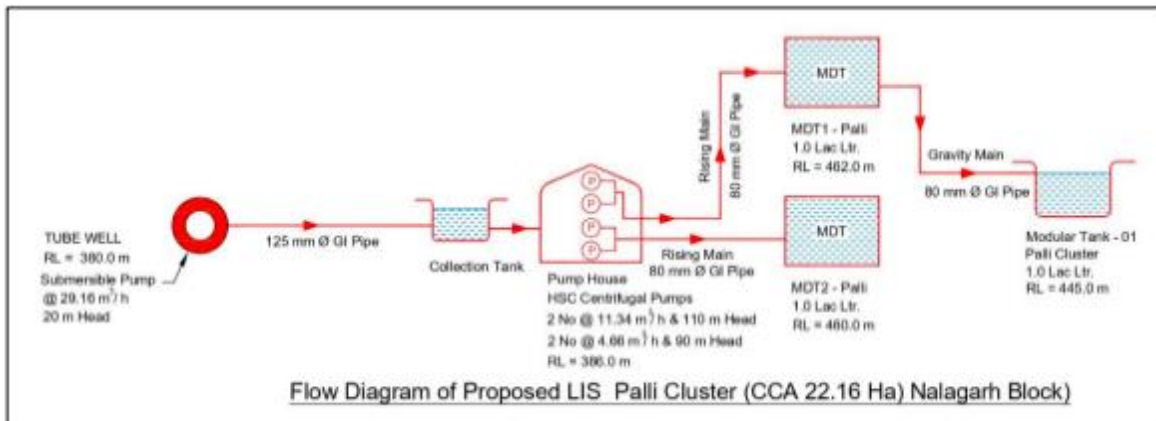 TUBE WELL
RL = 380.0 m
Submersible Pump
@ 29.16 m³/h
20 m Head
125 mm Ø GI Pipe
Collection Tank
P
P
P
P
Pump House
HSC Centrifugal Pumps
2 No @ 11.34 m³/h & 110 m Head
2 No @ 4.66 m³/h & 90 m Head
RL = 386.0 m
Rising Main
80 mm Ø GI Pipe
Rising Main
80 mm Ø GI Pipe
MDT
MDT1 - Palli
1.0 Lac Ltr.
RL = 462.0 m
MDT
MDT2 - Palli
1.0 Lac Ltr.
RL = 460.0 m
Gravity Main
80 mm Ø GI Pipe
Modular Tank - 01
Palli Cluster
1.0 Lac Ltr.
RL = 445.0 m
Flow Diagram of Proposed LIS Palli Cluster (CCA 22.16 Ha) Nalagarh Block)